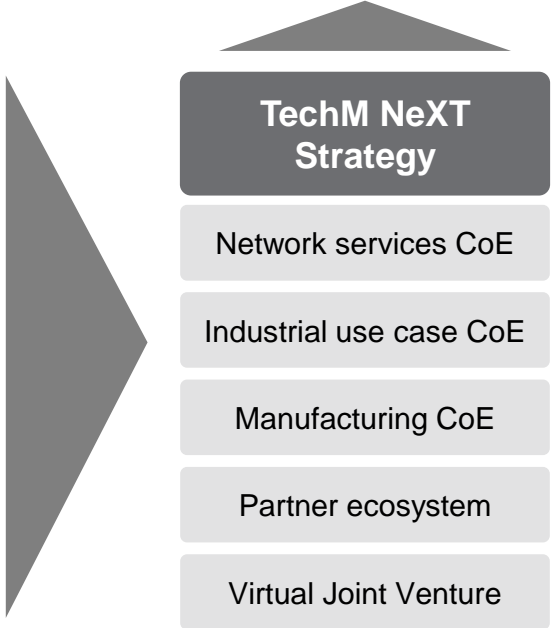 TechM NeXT
Strategy
Network services CoE
Industrial use case CoE
Manufacturing CoE
Partner ecosystem
Virtual Joint Venture